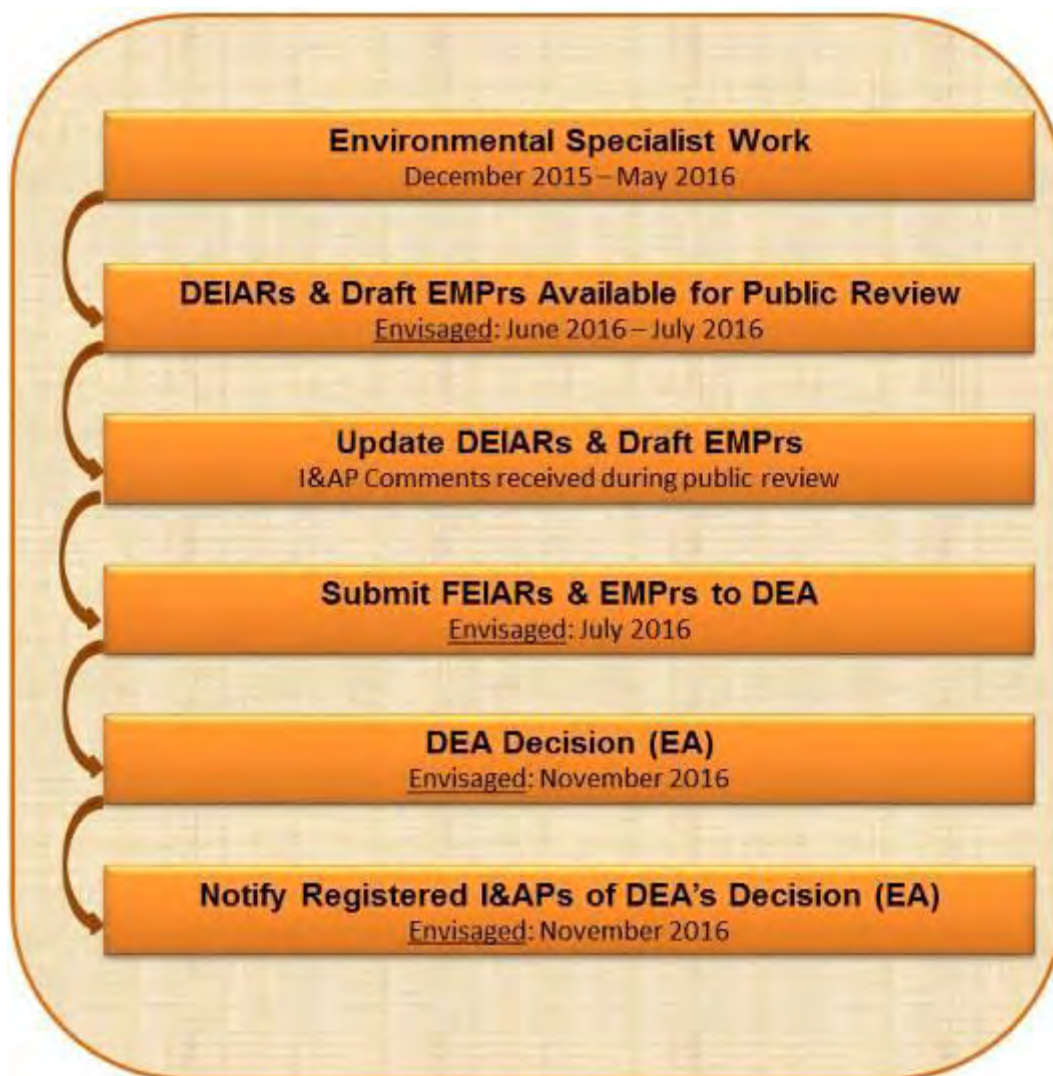 Environmental Specialist Work
December 2015 – May 2016
DEIARs & Draft EMPrs Available for Public Review
Envisaged: June 2016 – July 2016
Update DEIARs & Draft EMPrs
I&AP Comments received during public review
Submit FEIARs & EMPrs to DEA
Envisaged: July 2016
DEA Decision (EA)
Envisaged: November 2016
Notify Registered I&APs of DEA's Decision (EA)
Envisaged: November 2016